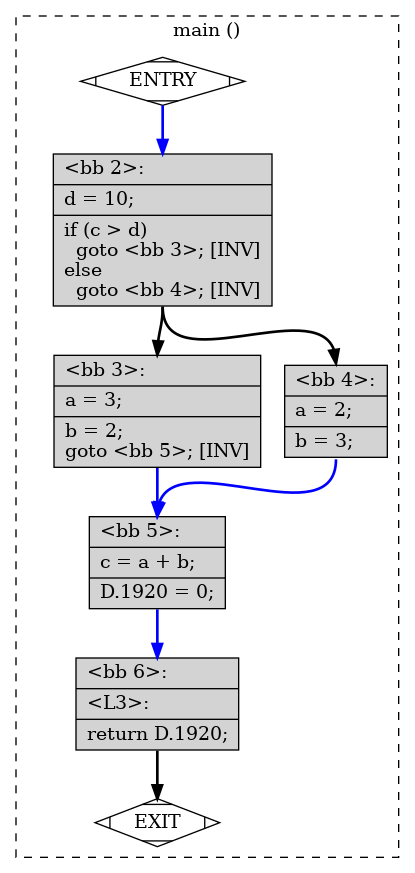 main ()
ENTRY
<bb 2>:
d = 10;
if (c > d)
goto <bb 3>; [INV]
else
goto <bb 4>; [INV]
<bb 3>:
a = 3;
b = 2;
goto <bb 5>; [INV]
<bb 4>:
a = 2;
b = 3;
<bb 5>:
c = a + b;
D.1920 = 0;
<bb 6>:
<L3>:
return D.1920;
EXIT